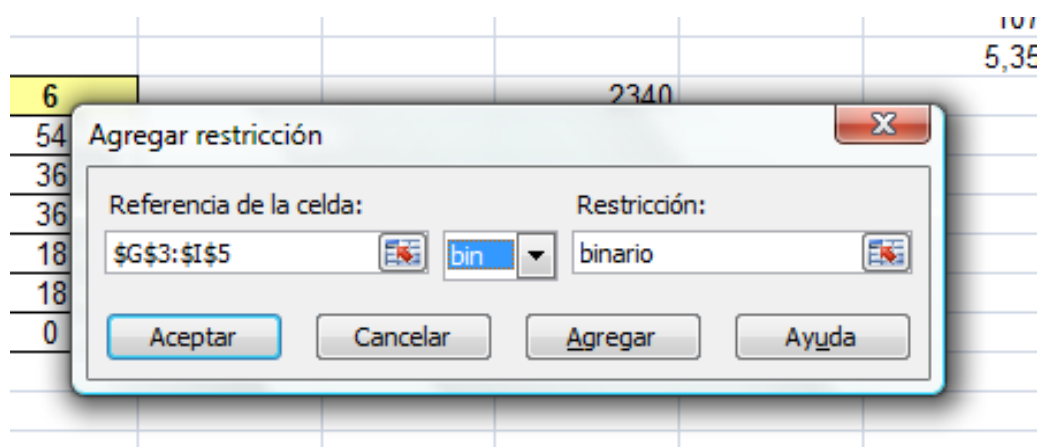 107
5,35
6 2340
54 Agregar restricción
36
Referencia de la celda: Restricción:
36
18 $G$3:$I$5 bin binario
18
0 Aceptar Cancelar Agregar Ayuda